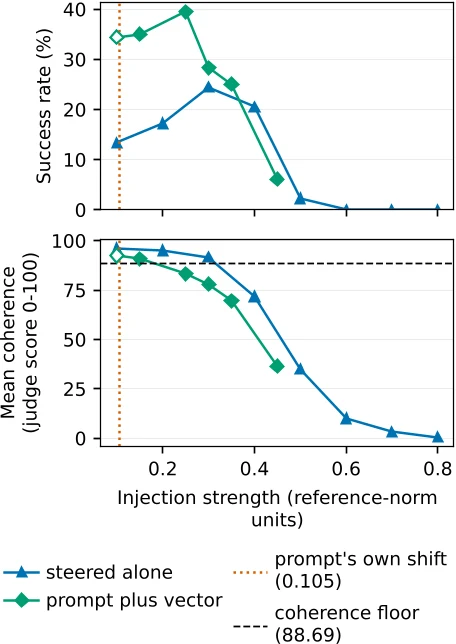 40
30
20
10
0
Success rate (%)
100
75
50
25
0
Mean coherence
(judge score 0-100)
0.2
0.4
0.6
0.8
Injection strength (reference-norm
units)
steered alone
prompt plus vector
prompt's own shift
(0.105)
coherence floor
(88.69)